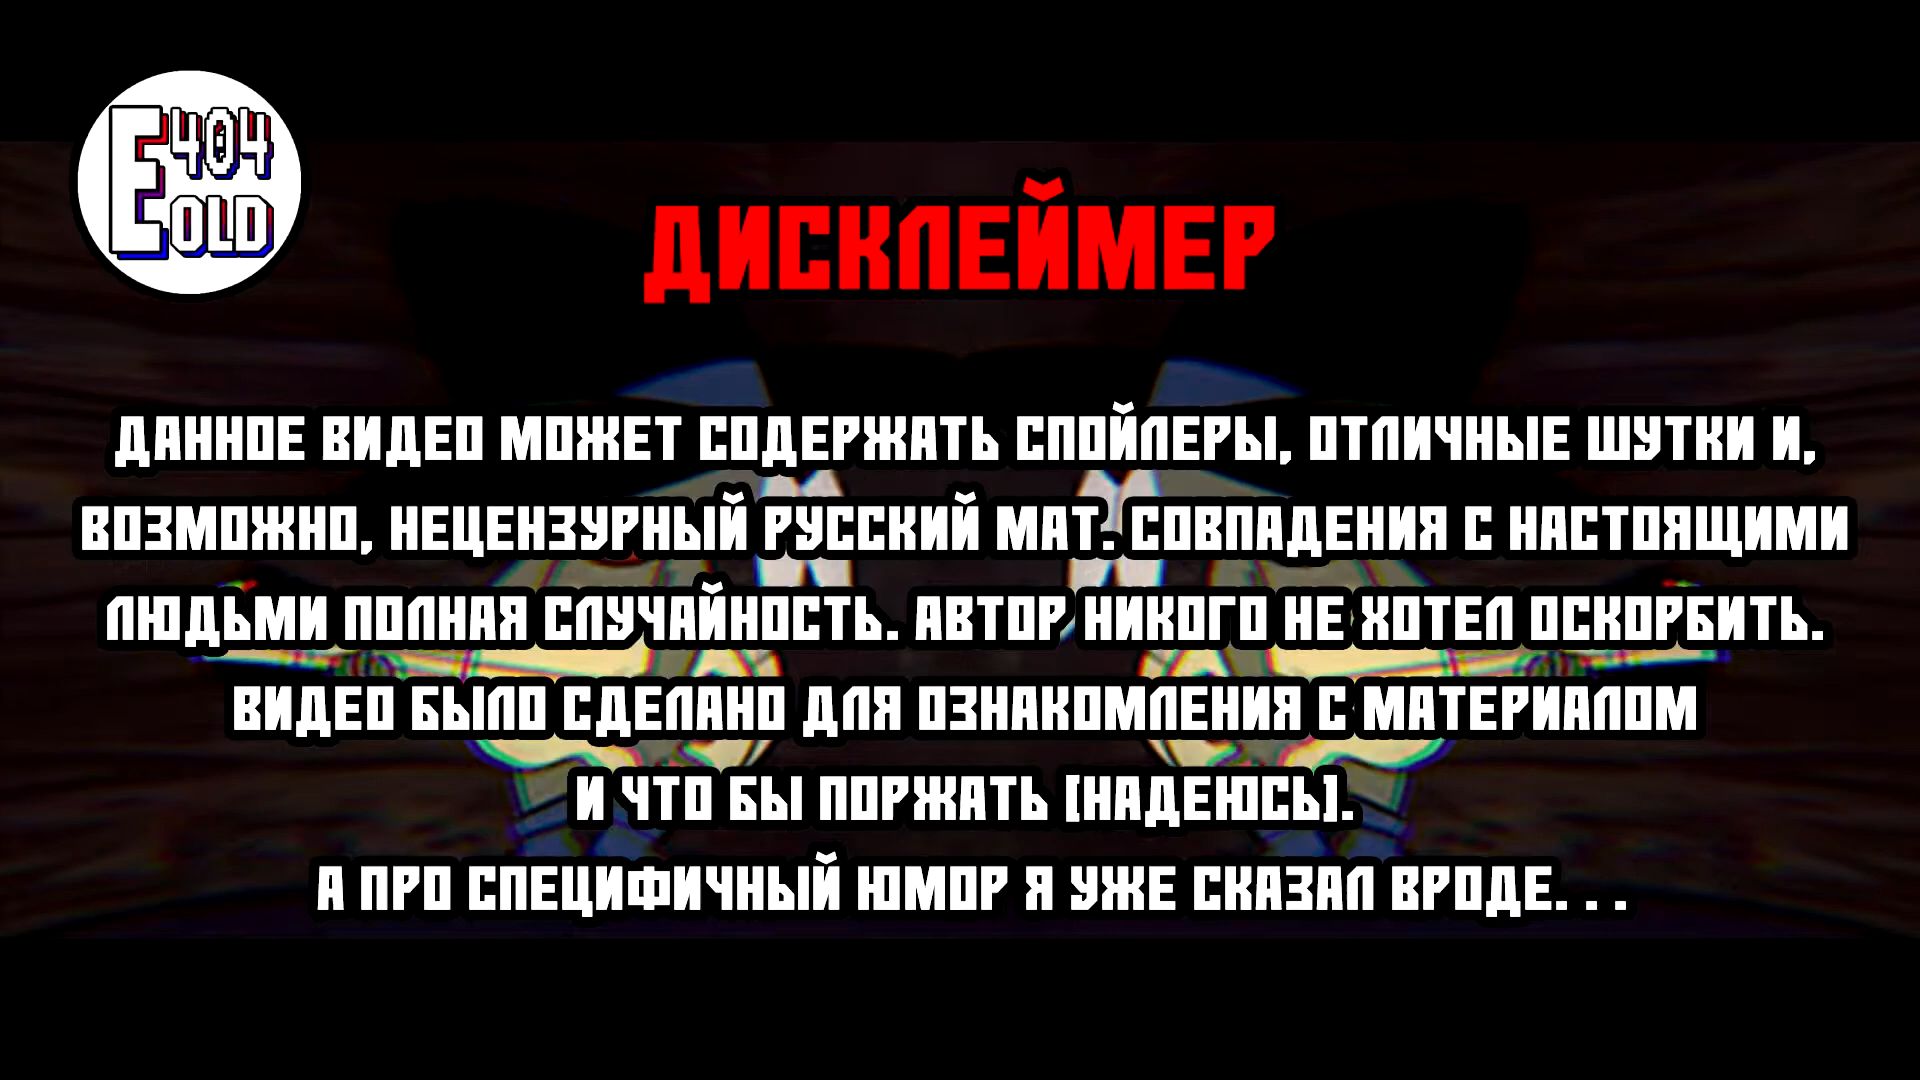 E404
OLD
ДИСКЛЕЙМЕР
ДАННОЕ ВИДЕО МОЖЕТ СОДЕРЖАТЬ СПОЙЛЕРЫ, ОТЛИЧНЫЕ ШУТКИ И,
ВОЗМОЖНО, НЕЦЕНЗУРНЫЙ РУССКИЙ МАТ. СОВПАДЕНИЯ С НАСТОЯЩИМИ
ЛЮДЬМИ ПОЛНАЯ СЛУЧАЙНОСТЬ. АВТОР НИКОГО НЕ ХОТЕЛ ОСКОРБИТЬ.
ВИДЕО БЫЛО СДЕЛАНО ДЛЯ ОЗНАКОМЛЕНИЯ С МАТЕРИАЛОМ
И ЧТО БЫ ПОРЖАТЬ [НАДЕЮСЬ].
А ПРО СПЕЦИФИЧНЫЙ ЮМОР Я УЖЕ СКАЗАЛ ВРОДЕ. . .